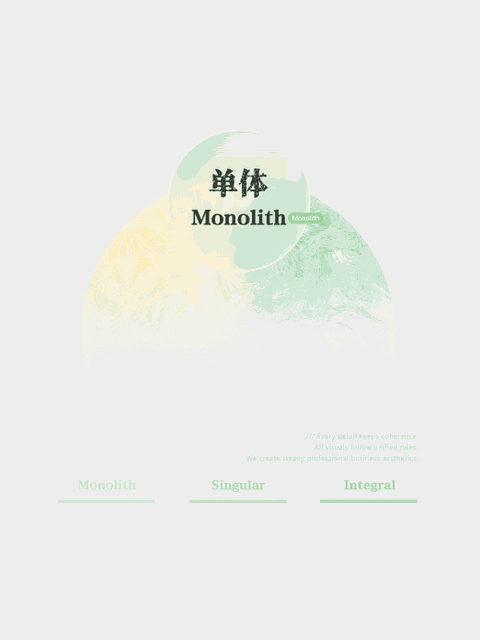 单体
Monolith
Monolith
/// Every detail keeps coherence
All visuals follow unified rules
We create steady professional business aesthetics
Monolith
Singular
Integral